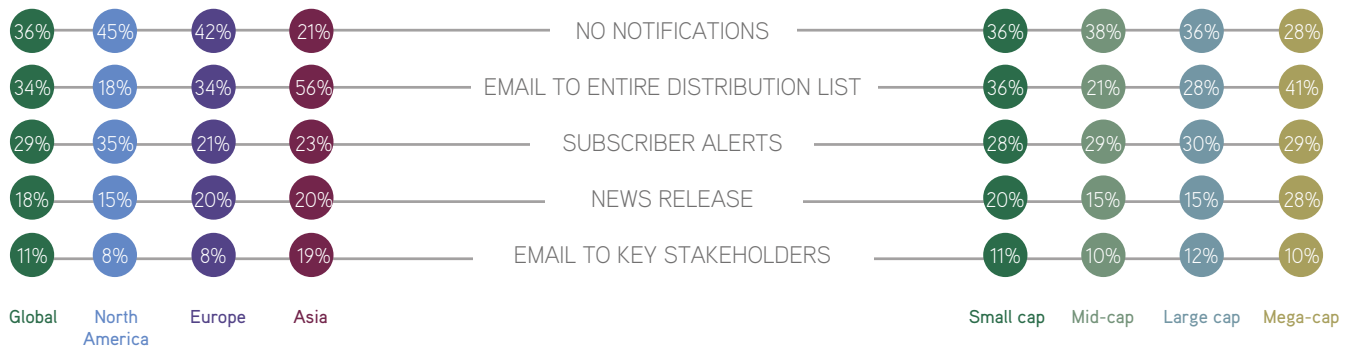 36% 45% 42% 21% NO NOTIFICATIONS 36% 38% 36% 28%
34% 18% 34% 56% EMAIL TO ENTIRE DISTRIBUTION LIST 36% 21% 28% 41%
29% 35% 21% 23% SUBSCRIBER ALERTS 28% 29% 30% 29%
18% 15% 20% 20% NEWS RELEASE 20% 15% 15% 28%
11% 8% 8% 19% EMAIL TO KEY STAKEHOLDERS 11% 10% 12% 10%
Global North Europe Asia Small cap Mid-cap Large cap Mega-cap
America